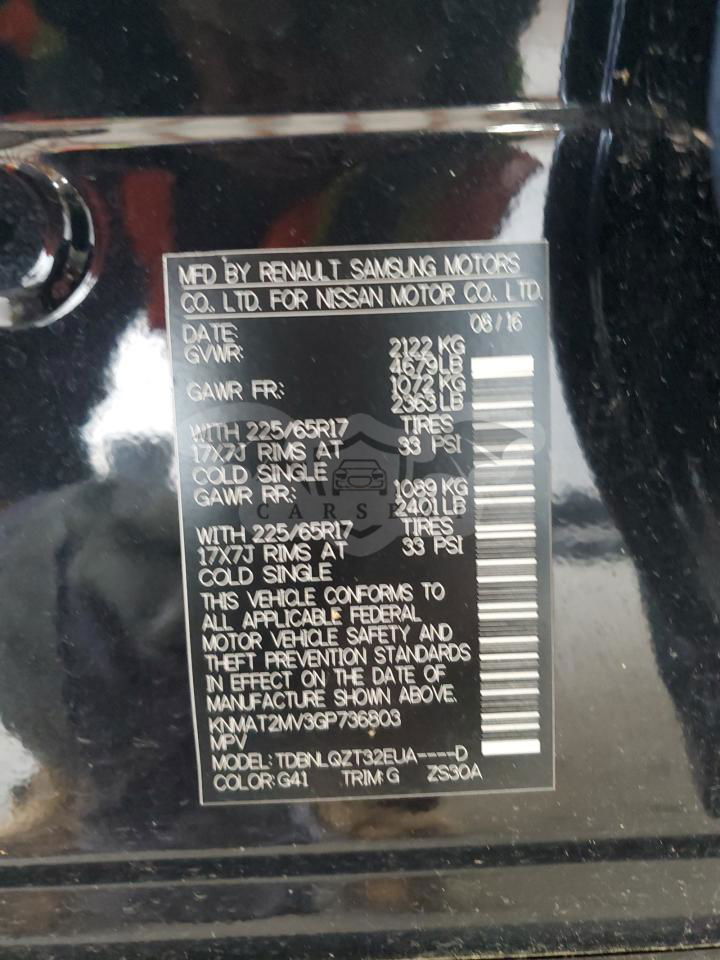 MFD BY RENAULT SAMSUNG MOTORS
CO., LTD. FOR NISSAN MOTOR CO., LTD.
DATE: 08/16
GVWR: 2122 KG
4679LB
GAWR FR: 1072 KG
2363 LB
WITH 225/65R17 TIRES
17X7J RIMS AT 33 PSI
COLD SINGLE
GAWR RR: 1089 KG
2401LB
WITH 225/65R17 TIRES
17X7J RIMS AT 33 PSI
COLD SINGLE
THIS VEHICLE CONFORMS TO
ALL APPLICABLE FEDERAL
MOTOR VEHICLE SAFETY AND
THEFT PREVENTION STANDARDS
IN EFFECT ON THE DATE OF
MANUFACTURE SHOWN ABOVE.
KNMAT2MV3GP736803
MPV
MODEL: TDBNLQZT32EUA----D
COLOR: G41 TRIM: G ZS30A